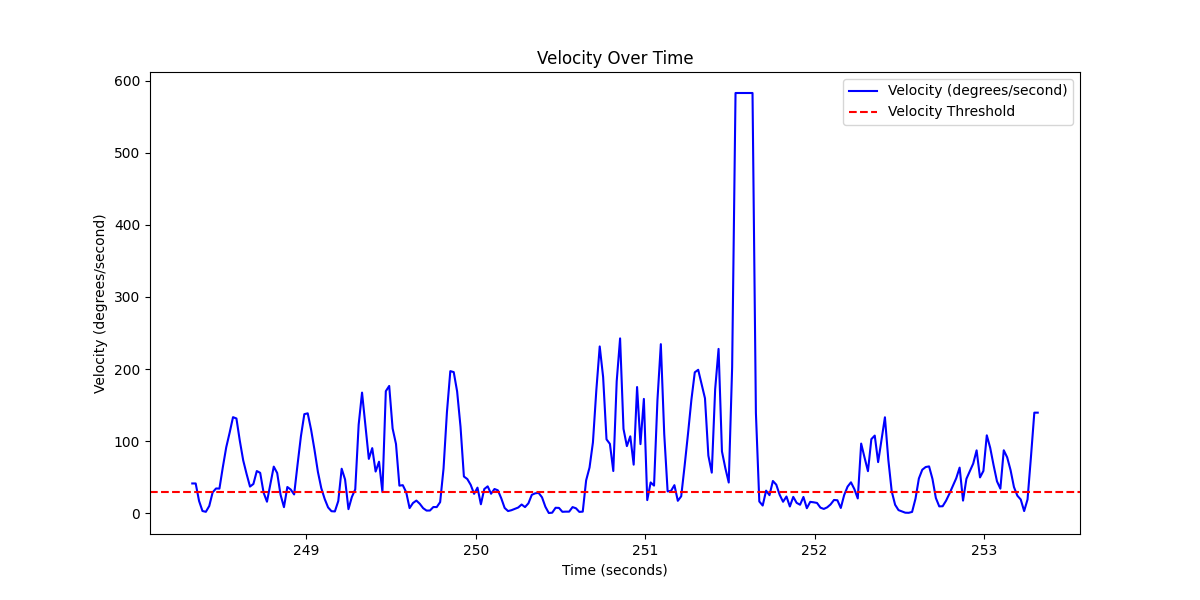 Velocity Over Time
Velocity (degrees/second)
Velocity Threshold
600
500
400
300
200
100
0
Velocity (degrees/second)
249
250
251
252
253
Time (seconds)